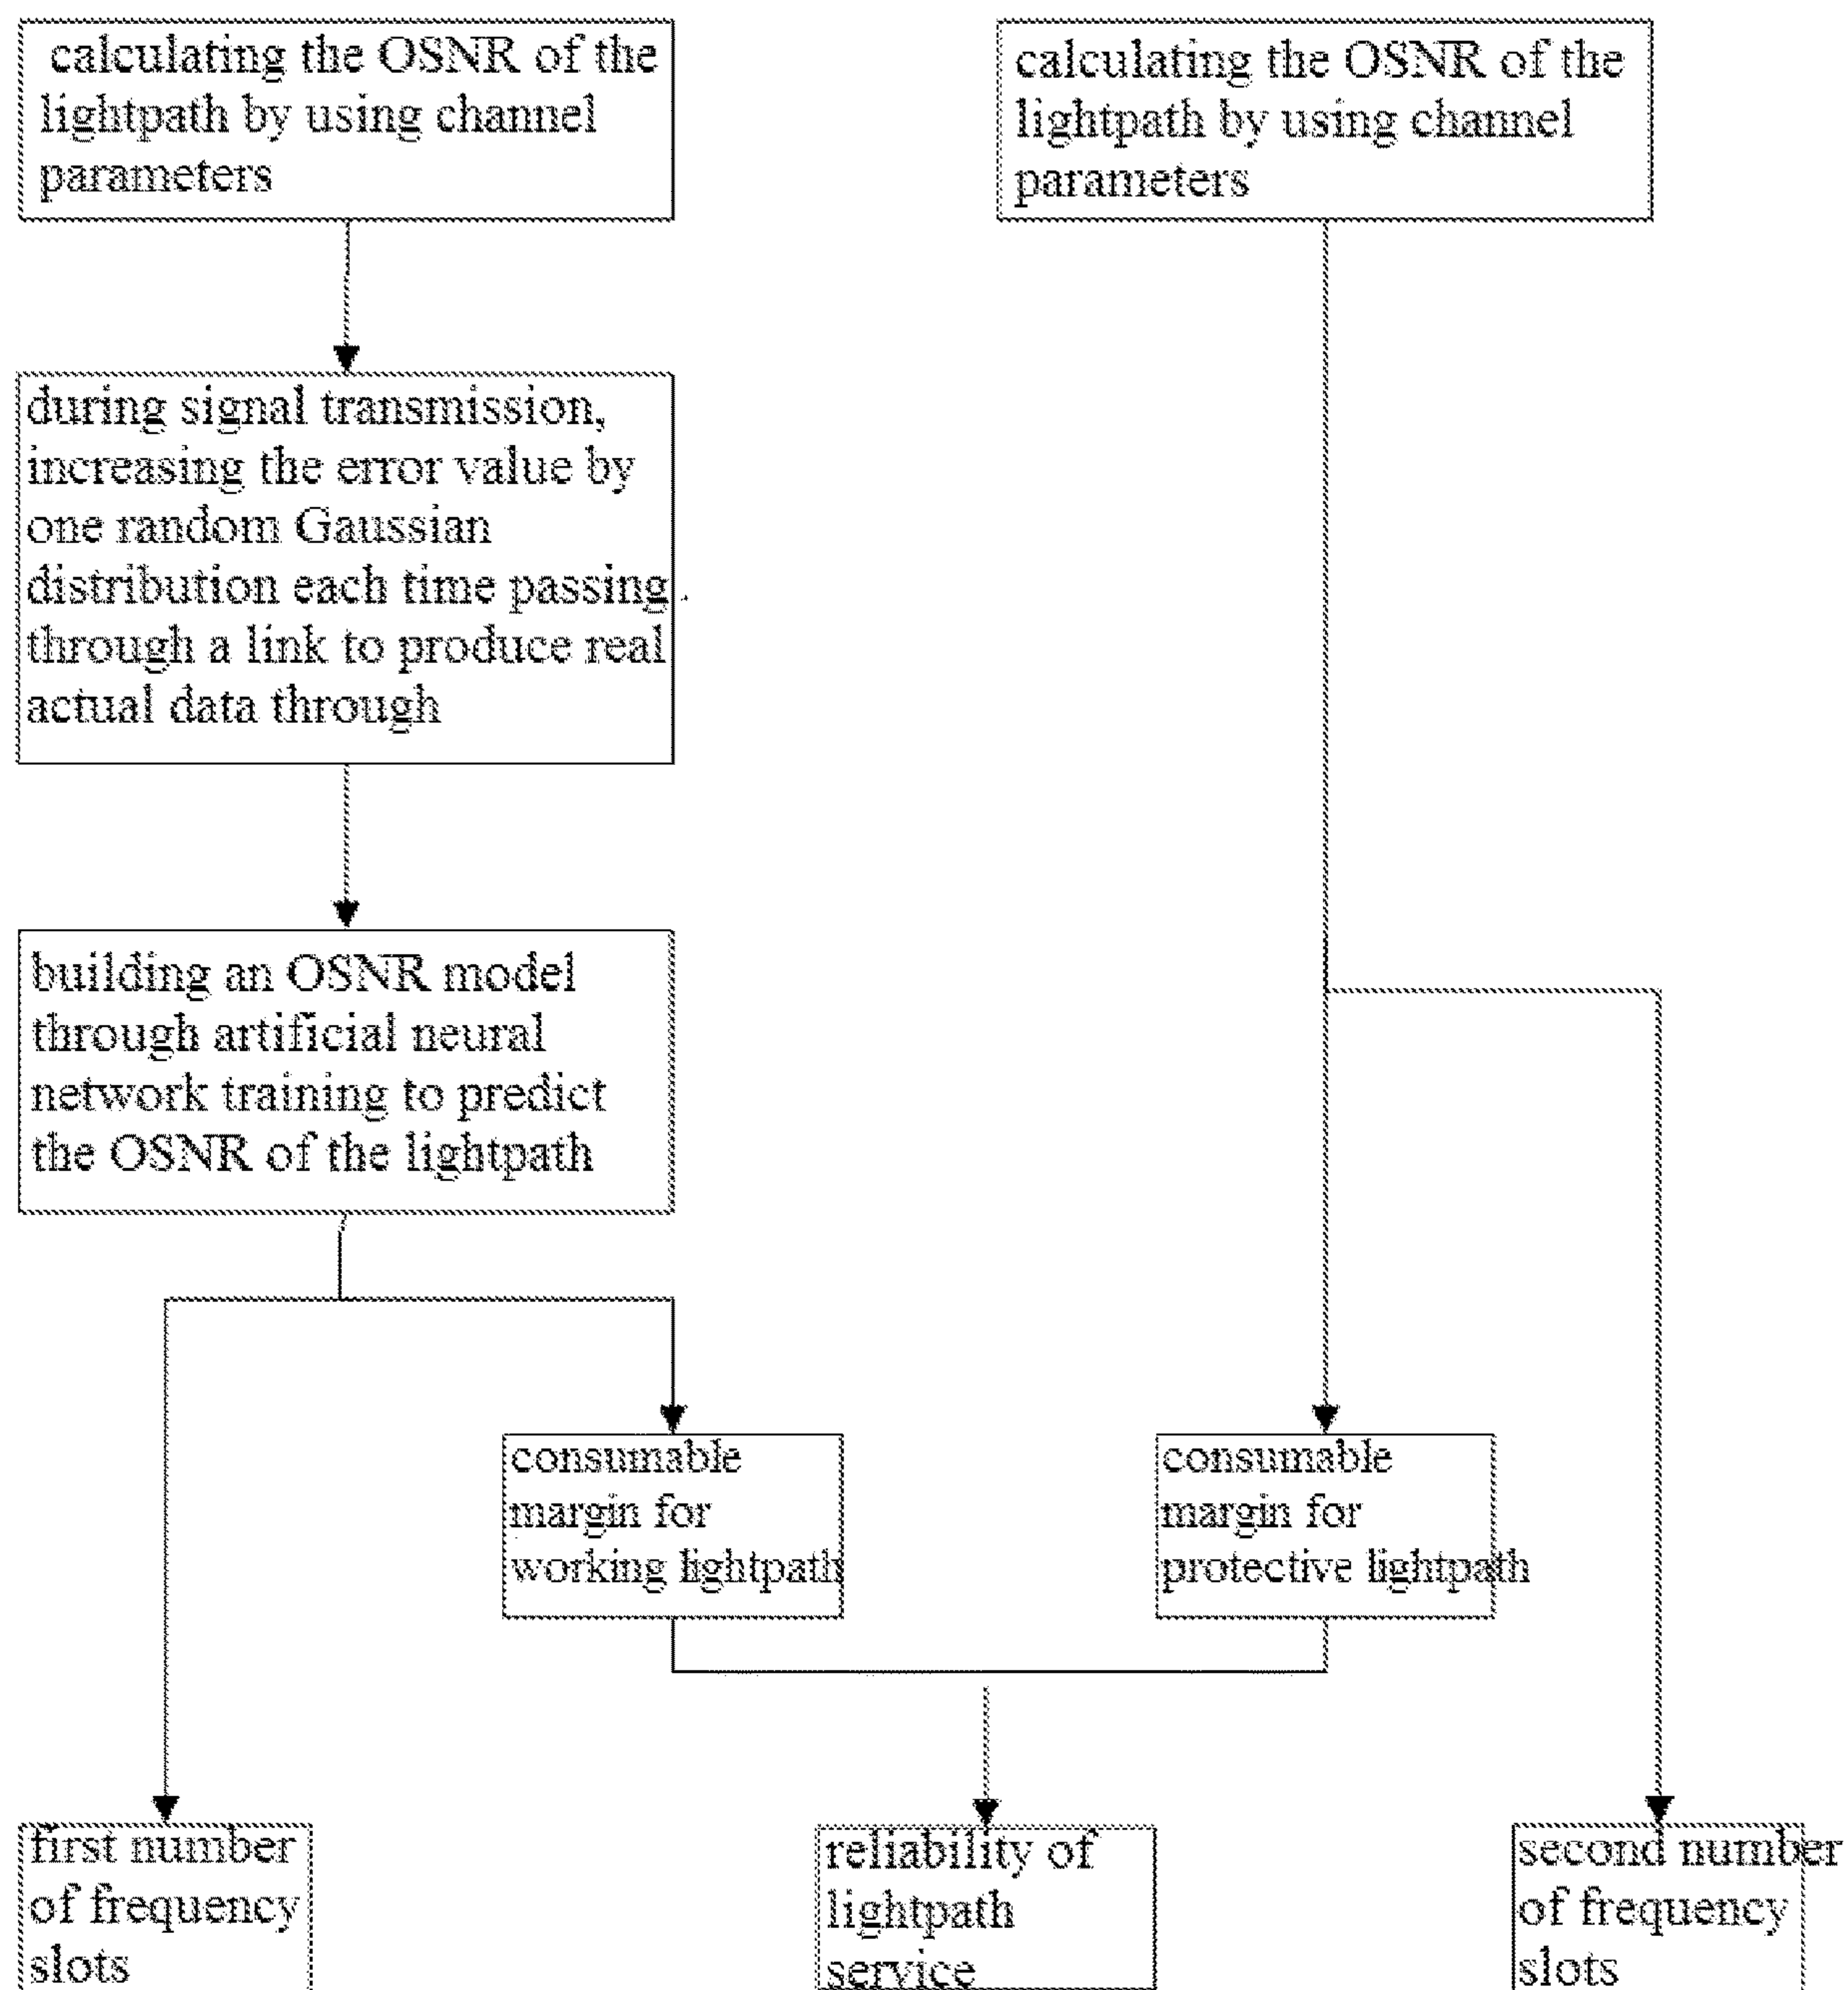 calculating the OSNR of the
lightpath by using channel
parameters
calculating the OSNR of the
lightpath by using channel
parameters
during signal transmission,
increasing the error value by
one random Gaussian
distribution each time passing
through a link to produce real
actual data through
building an OSNR model
through artificial neural
network training to predict
the OSNR of the lightpath
consumable
margin for
working lightpath
consumable
margin for
protective lightpath
first number
of frequency
slots
reliability of
lightpath
service
second number
of frequency
slots